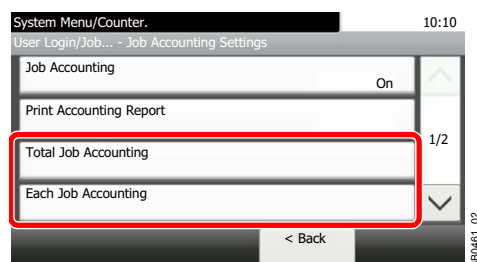 System Menu/Counter.
10:10
User Login/Job... - Job Accounting Settings
Job Accounting
On
Print Accounting Report
1/2
Total Job Accounting
Each Job Accounting
< Back